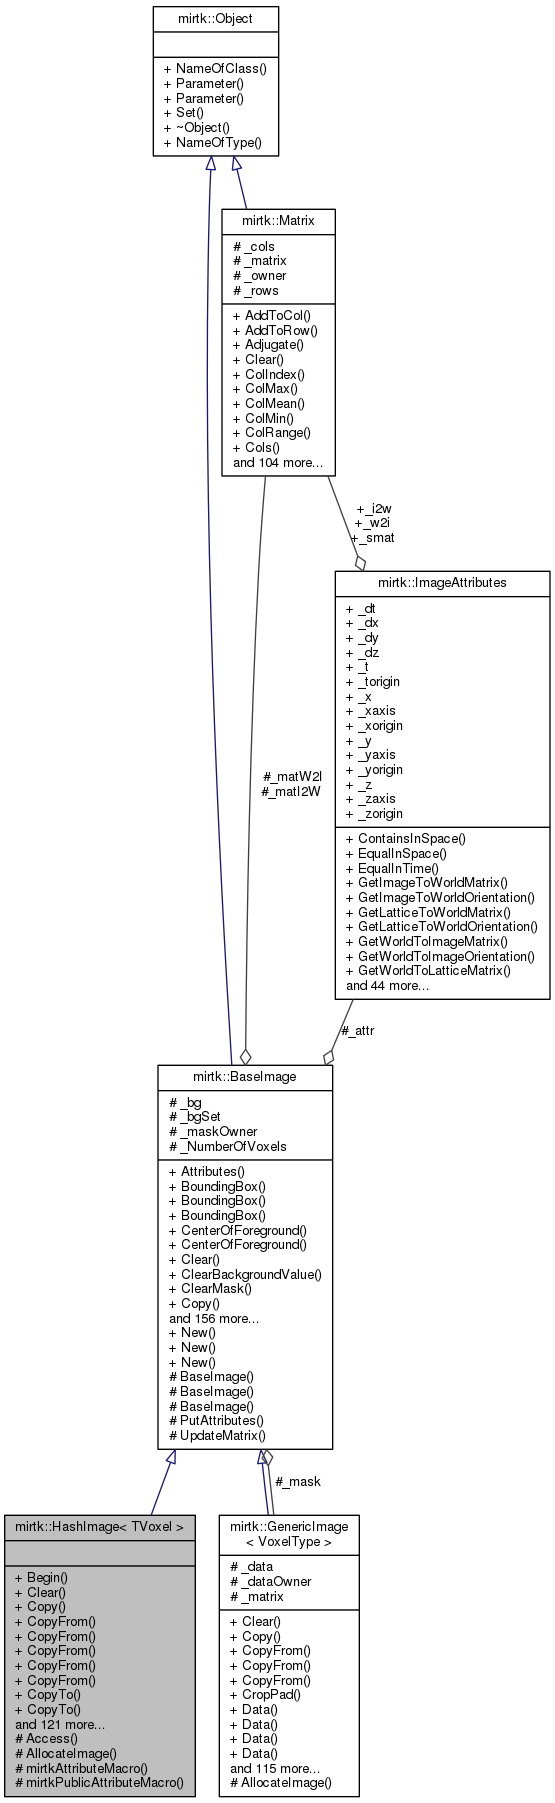 mirtk::Object
+ NameOfClass()
+ Parameter()
+ Parameter()
+ Set()
+ ~Object()
+ NameOfType()
mirtk::Matrix
# _cols
# _matrix
# _owner
# _rows
+ AddToCol()
+ AddToRow()
+ Adjugate()
+ Clear()
+ ColIndex()
+ ColMax()
+ ColMean()
+ ColMin()
+ ColRange()
+ Cols()
and 104 more...
+_i2w
+_w2i
+_smat
mirtk::ImageAttributes
+ _dt
+ _dx
+ _dy
+ _dz
+ _t
+ _torigin
+ _x
+ _xaxis
+ _xorigin
+ _y
+ _yaxis
+ _yorigin
+ _z
+ _zaxis
+ _zorigin
+ ContainsInSpace()
+ EqualInSpace()
+ EqualInTime()
+ GetImageToWorldMatrix()
+ GetImageToWorldOrientation()
+ GetLatticeToWorldMatrix()
+ GetLatticeToWorldOrientation()
+ GetWorldToImageMatrix()
+ GetWorldToImageOrientation()
+ GetWorldToLatticeMatrix()
and 44 more...
#_matW2I
#_matI2W
#_attr
mirtk::BaseImage
# _bg
# _bgSet
# _maskOwner
# _NumberOfVoxels
+ Attributes()
+ BoundingBox()
+ BoundingBox()
+ BoundingBox()
+ CenterOfForeground()
+ CenterOfForeground()
+ Clear()
+ ClearBackgroundValue()
+ ClearMask()
+ Copy()
and 156 more...
+ New()
+ New()
+ New()
# BaseImage()
# BaseImage()
# BaseImage()
# PutAttributes()
# UpdateMatrix()
#_mask
mirtk::HashImage< TVoxel >
+ Begin()
+ Clear()
+ Copy()
+ CopyFrom()
+ CopyFrom()
+ CopyFrom()
+ CopyFrom()
+ CopyFrom()
+ CopyTo()
+ CopyTo()
and 121 more...
# Access()
# AllocateImage()
# mirtkAttributeMacro()
# mirtkPublicAttributeMacro()
mirtk::GenericImage
< VoxelType >
# _data
# _dataOwner
# _matrix
+ Clear()
+ Copy()
+ CopyFrom()
+ CopyFrom()
+ CopyFrom()
+ CropPad()
+ Data()
+ Data()
+ Data()
+ Data()
and 115 more...
# AllocateImage()